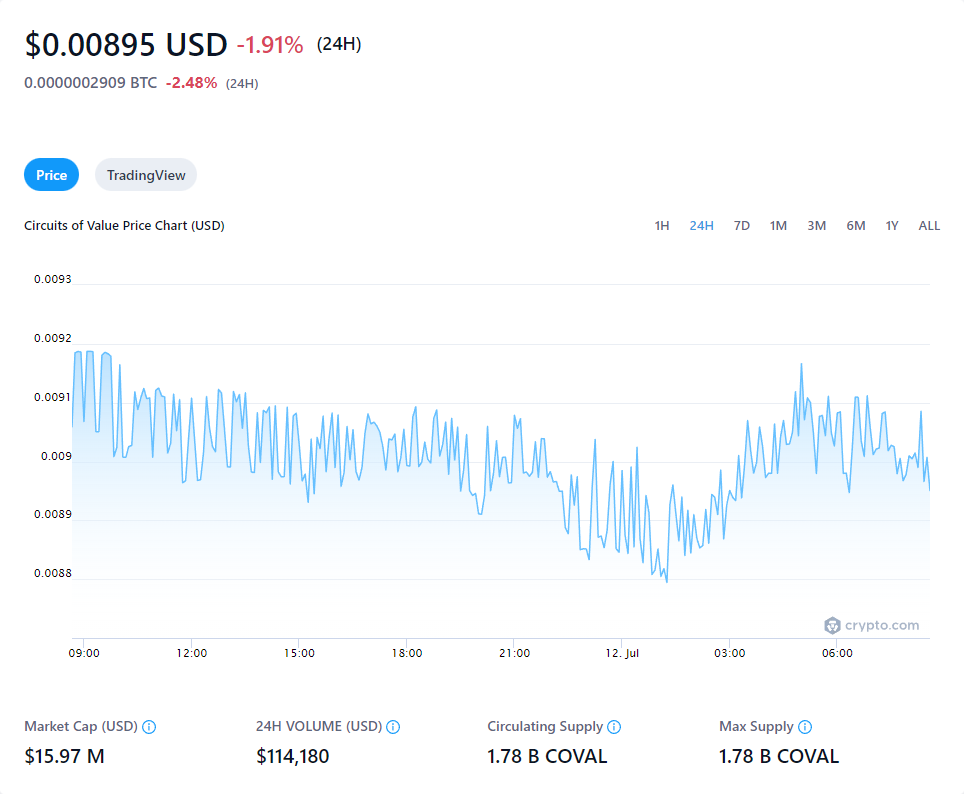 $0.00895 USD -1.91% (24H)
0.0000002909 BTC -2.48% (24H)
Price TradingView
Circuits of Value Price Chart (USD) 1H 24H 7D 1M 3M 6M 1Y ALL
0.0093
0.0092
0.0091
0.009
0.0089
0.0088
crypto.com
09:00 12:00 15:00 18:00 21:00 12. Jul 03:00 06:00
Market Cap (USD) 24H VOLUME (USD) Circulating Supply Max Supply
$15.97 M $114,180 1.78 B COVAL 1.78 B COVAL